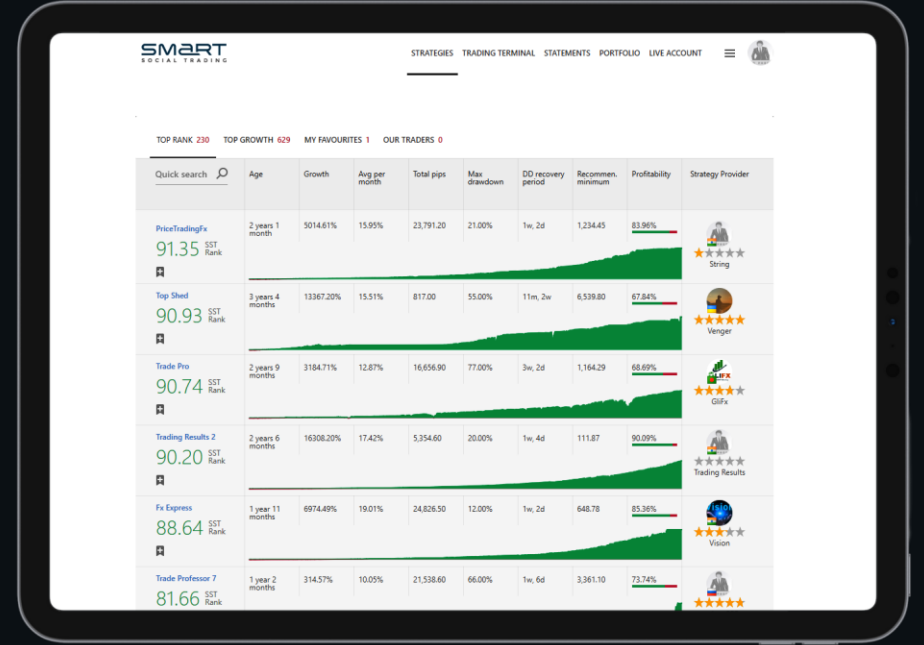 SMART
SOCIAL TRADING
STRATEGIES TRADING TERMINAL STATEMENTS PORTFOLIO LIVE ACCOUNT
TOP RANK 230 TOP GROWTH 629 MY FAVOURITES 1 OUR TRADERS 0
Quick search Age Growth Avg per month Total pips Max drawdown DD recovery period Recommen. minimum Profitability Strategy Provider
PriceTradingFx 2 years 1 month 5014.61% 15.95% 23,791.20 21.00% 1w, 2d 1,234.45 83.96%
91.35 SST Rank
String
Top Shed 3 years 4 months 13367.20% 15.51% 817.00 55.00% 11m, 2w 6,539.80 67.84%
90.93 SST Rank
Venger
Trade Pro 2 years 9 months 3184.71% 12.87% 16,656.90 77.00% 3w, 2d 1,164.29 68.69%
90.74 SST Rank
GliFx
Trading Results 2 2 years 6 months 16308.20% 17.42% 5,354.60 20.00% 1w, 4d 111.87 90.09%
90.20 SST Rank
Trading Results
Fx Express 1 year 11 months 6974.49% 19.01% 24,826.50 12.00% 1w, 2d 648.78 85.36%
88.64 SST Rank
Vision
Trade Professor 7 1 year 2 months 314.57% 10.05% 21,538.60 66.00% 1w, 6d 3,361.10 73.74%
81.66 SST Rank
3